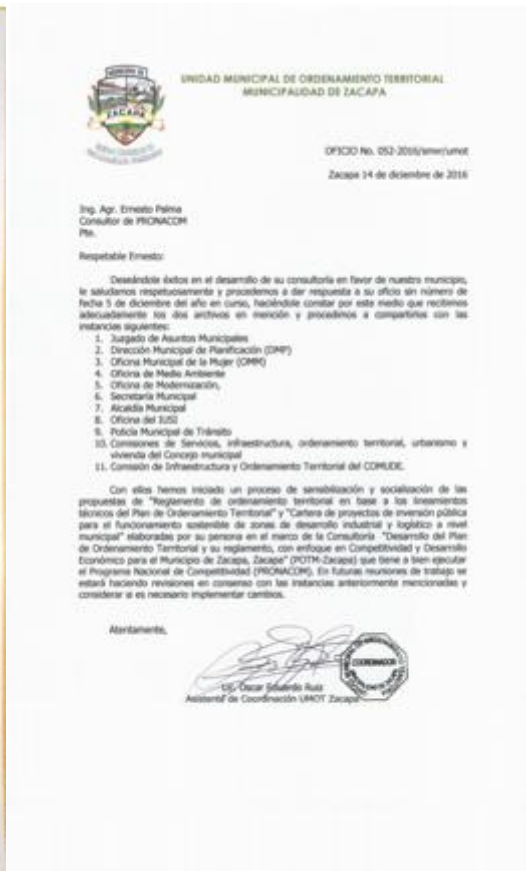 MUNICIPIO DE
ZACAPA
UNIDAD MUNICIPAL DE ORDENAMIENTO TERRITORIAL
MUNICIPALIDAD DE ZACAPA
OFICIO No. 052-2016/smvr/umot
Zacapa 14 de diciembre de 2016
Ing. Agr. Ernesto Palma
Consultor de PRONACOM
Pte.
Respetable Ernesto:
Deseándole éxitos en el desarrollo de su consultoría en favor de nuestro municipio,
le saludamos respetuosamente y procedemos a dar respuesta a su oficio sin número de
fecha 5 de diciembre del año en curso, haciéndole constar por este medio que recibimos
adecuadamente los dos archivos en mención y procedimos a compartirlos con las
instancias siguientes:
1. Juzgado de Asuntos Municipales
2. Dirección Municipal de Planificación (DMP)
3. Oficina Municipal de la Mujer (OMM)
4. Oficina de Medio Ambiente
5. Oficina de Modernización,
6. Secretaría Municipal
7. Alcaldía Municipal
8. Oficina del IUSI
9. Policía Municipal de Tránsito
10. Comisiones de Servicios, infraestructura, ordenamiento territorial, urbanismo y
vivienda del Concejo municipal
11. Comisión de Infraestructura y Ordenamiento Territorial del COMUDE.
Con ellos hemos iniciado un proceso de sensibilización y socialización de las
propuestas de "Reglamento de ordenamiento territorial en base a los lineamientos
técnicos del Plan de Ordenamiento Territorial" y "Cartera de proyectos de inversión pública
para el funcionamiento sostenible de zonas de desarrollo industrial y logístico a nivel
municipal" elaboradas por su persona en el marco de la Consultoría "Desarrollo del Plan
de Ordenamiento Territorial y su reglamento, con enfoque en Competitividad y Desarrollo
Económico para el Municipio de Zacapa, Zacapa" (POTM-Zacapa) que tiene a bien ejecutar
el Programa Nacional de Competitividad (PRONACOM). En futuras reuniones de trabajo se
estará haciendo revisiones en consenso con las instancias anteriormente mencionadas y
considerar si es necesario implementar cambios.
Atentamente,
COORDINADOR
Lic. Oscar Eduardo Ruiz
Asistente de Coordinación UMOT Zacapa